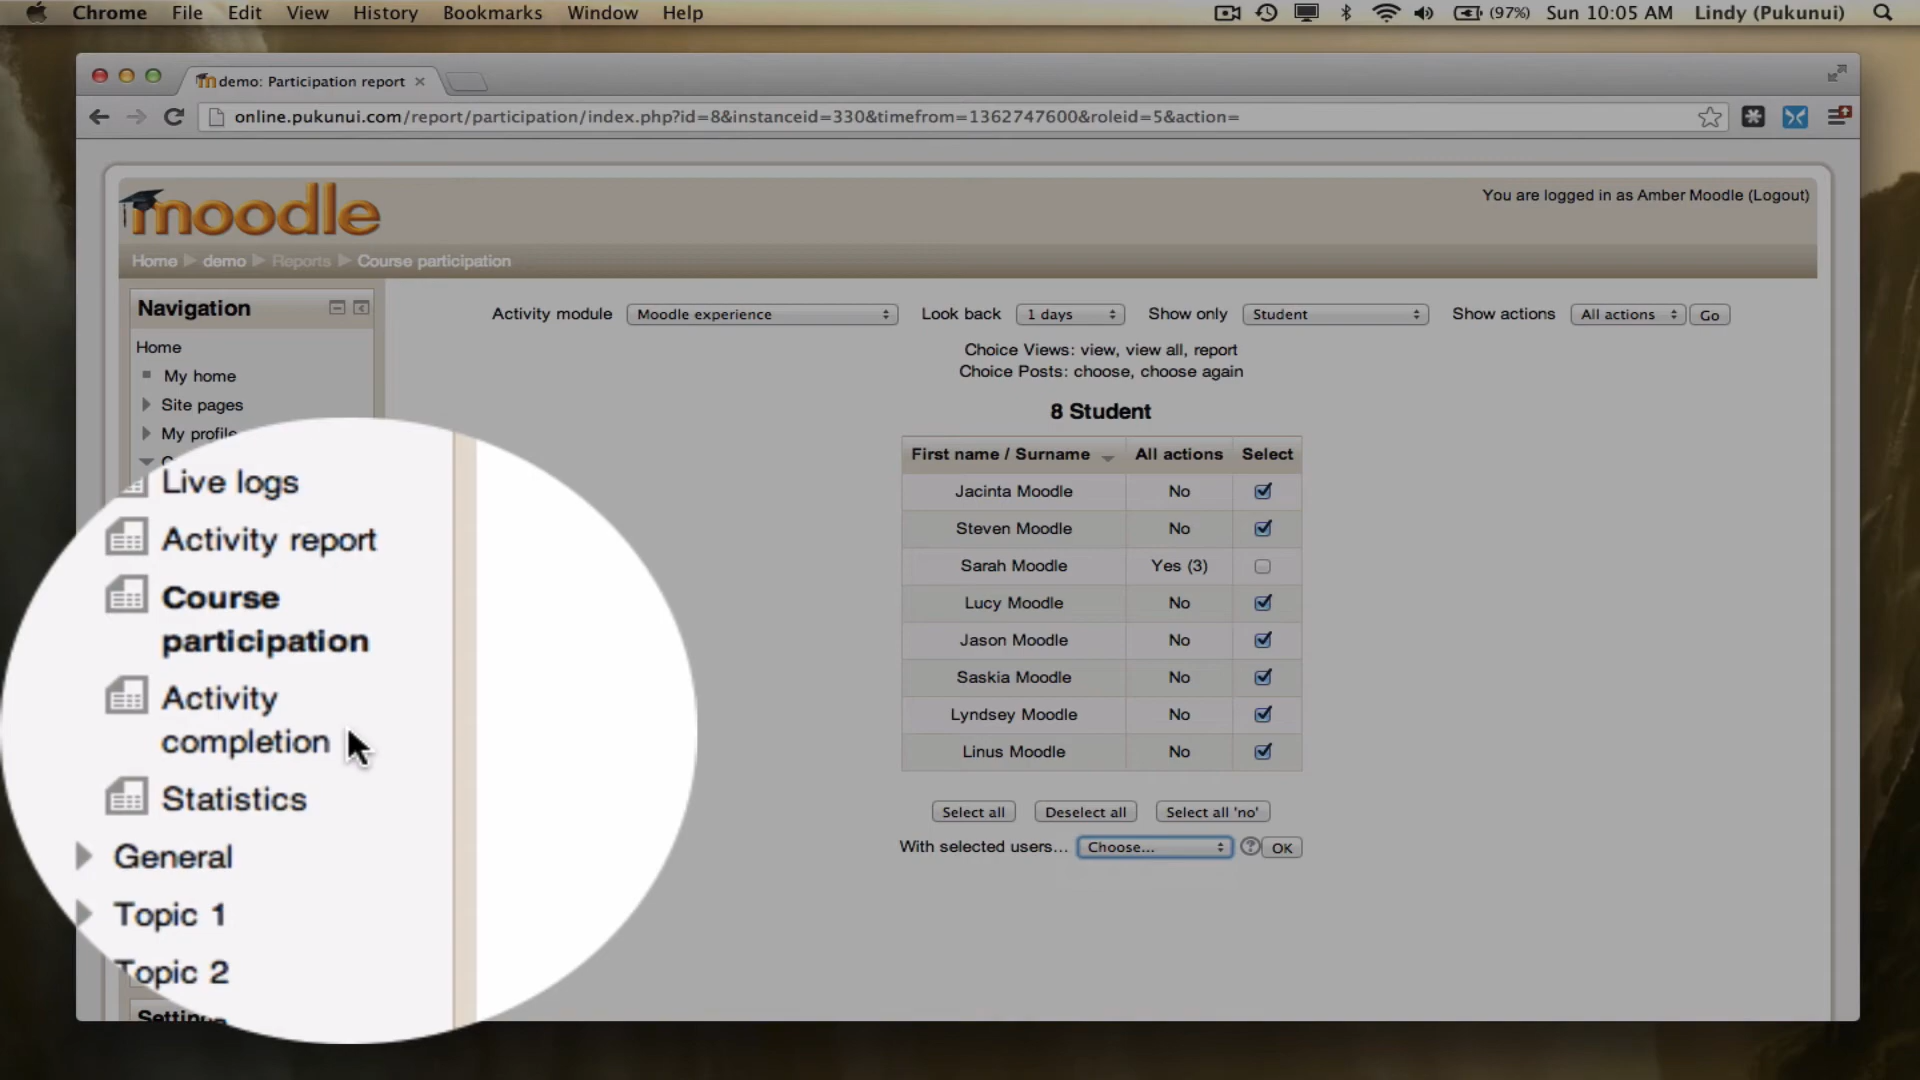 Chrome File Edit View History Bookmarks Window Help (97%) Sun 10:05 AM Lindy (Pukunui)
demo: Participation report
online.pukunui.com/report/participation/index.php?id=8&instanceid=330&timefrom=1362747600&roleid=5&action=
moodle
You are logged in as Amber Moodle (Logout)
Home demo Reports Course participation
Navigation
Home
My home
Site pages
My profile
Live logs
Activity report
Course
participation
Activity
completion
Statistics
General
Topic 1
Topic 2
Activity module Moodle experience Look back 1 days Show only Student Show actions All actions Go
Choice Views: view, view all, report
Choice Posts: choose, choose again
8 Student
First name / Surname All actions Select
Jacinta Moodle No
Steven Moodle No
Sarah Moodle Yes (3)
Lucy Moodle No
Jason Moodle No
Saskia Moodle No
Lyndsey Moodle No
Linus Moodle No
Select all Deselect all Select all 'no'
With selected users... Choose... ? OK